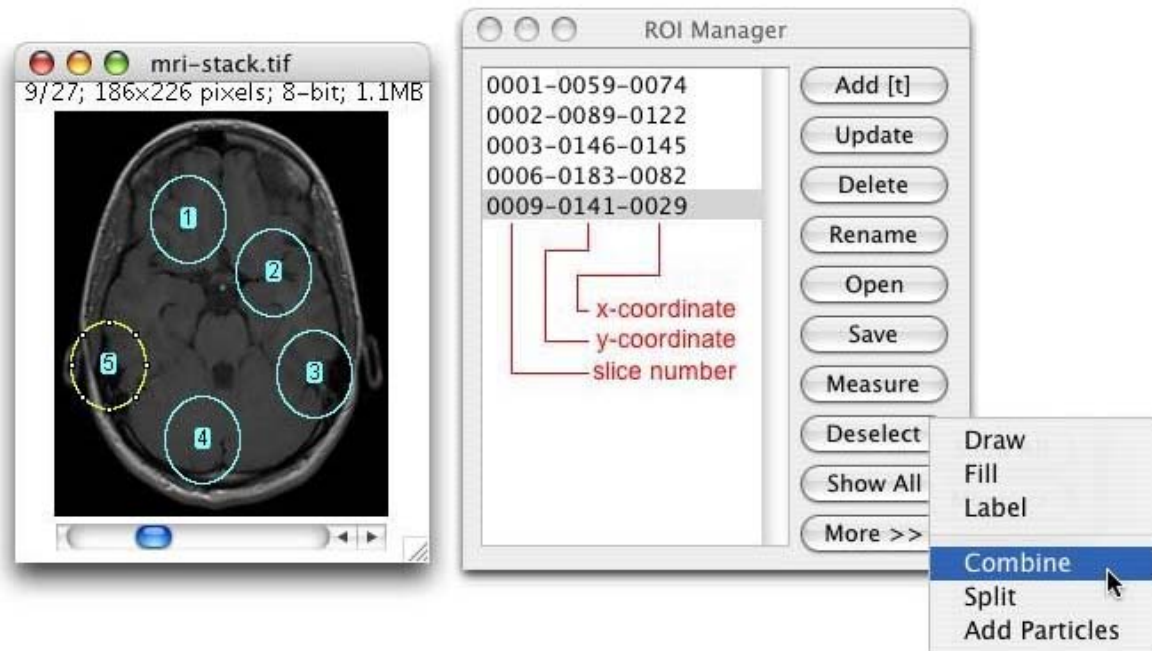 mri-stack.tif
9/27; 186x226 pixels; 8-bit; 1.1MB
1
2
3
4
5
ROI Manager
0001-0059-0074
0002-0089-0122
0003-0146-0145
0006-0183-0082
0009-0141-0029
x-coordinate
y-coordinate
slice number
Add [t]
Update
Delete
Rename
Open
Save
Measure
Deselect
Show All
More >>
Draw
Fill
Label
Combine
Split
Add Particles